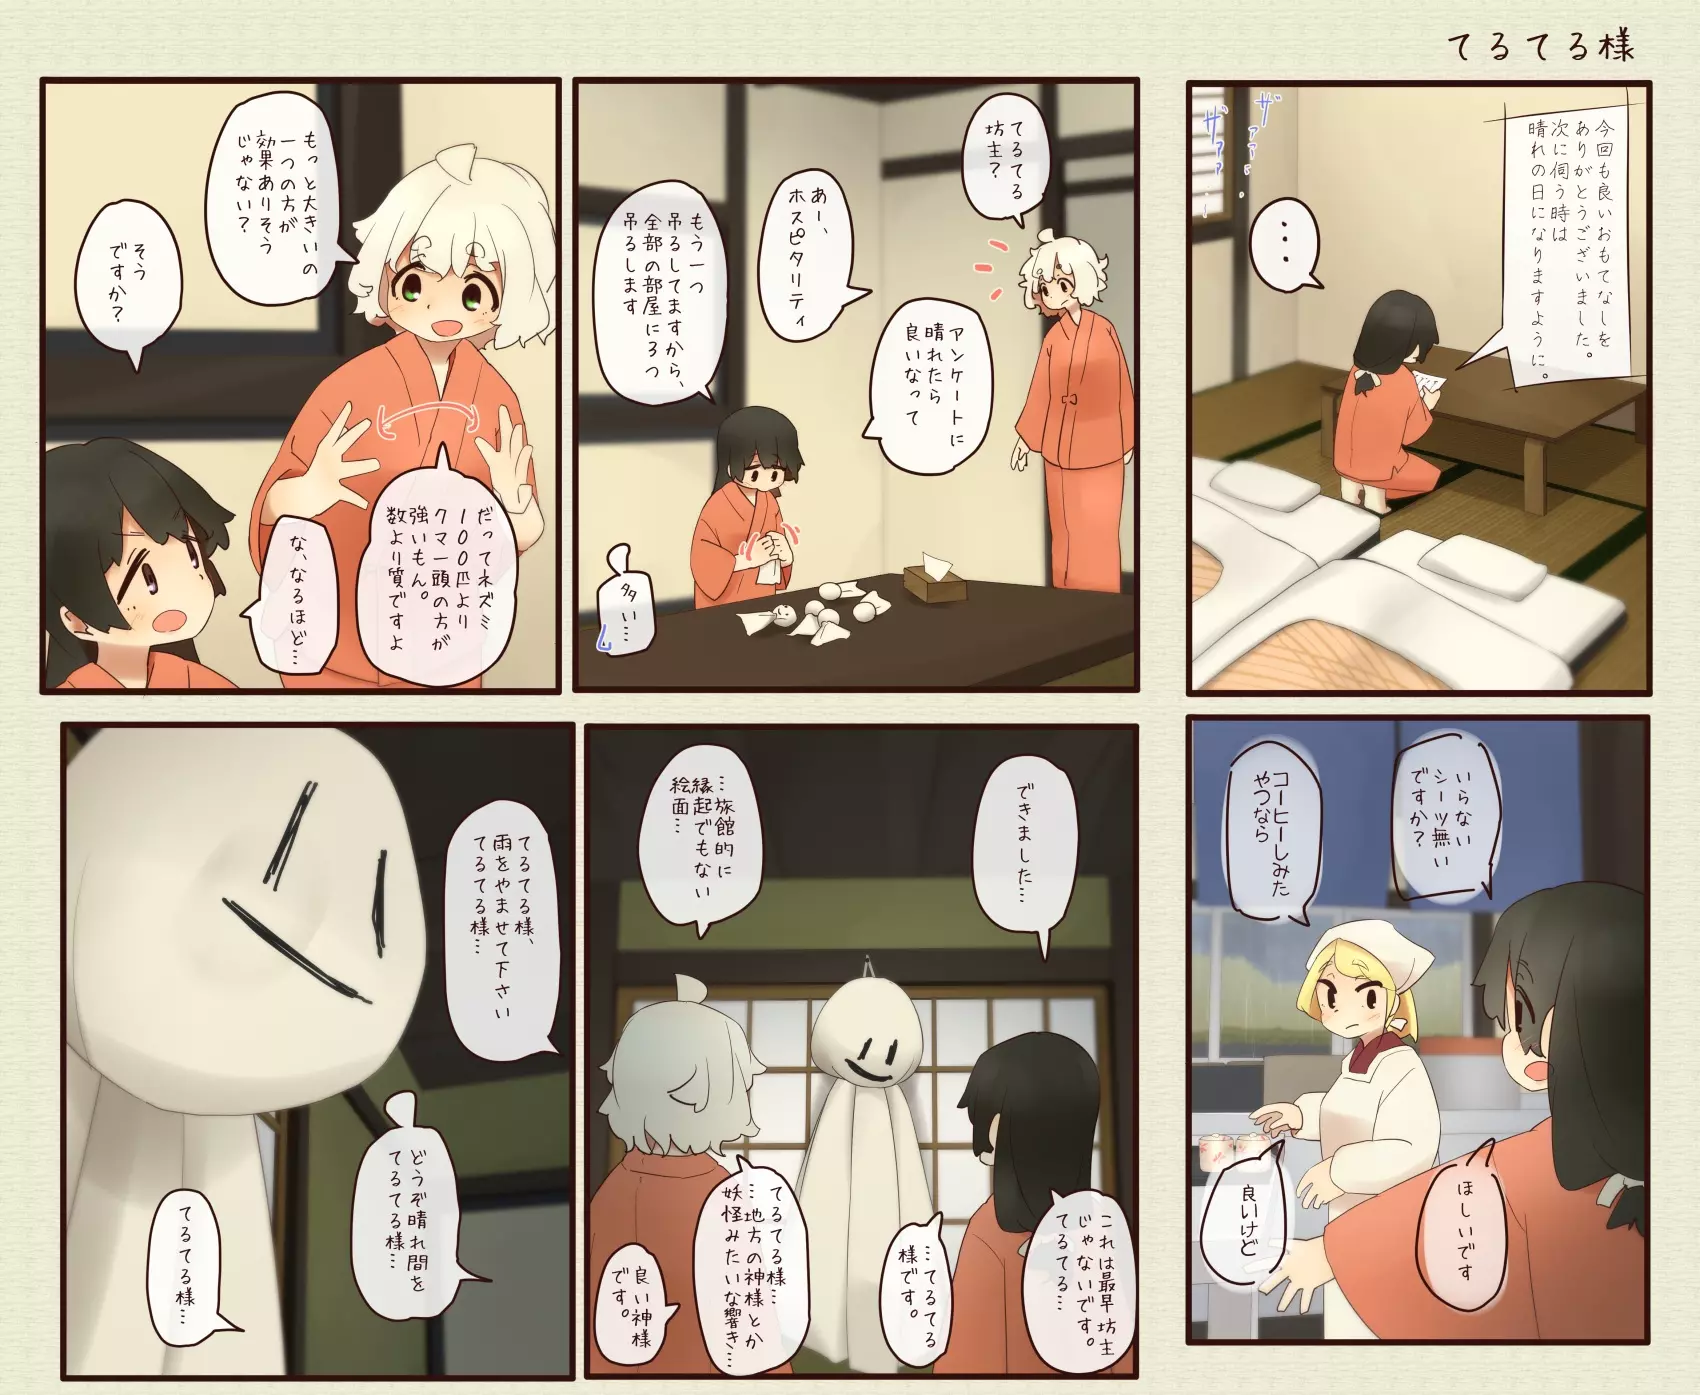 てるてる様
今回も良いおもてなしを
ありがとうございました。
次に伺う時は
晴れの日になりますように。
ザァァァ…
ザァァァ…
…
てるてる
坊主？
あー、
ホスピタリティ
アンケートに
晴れたら
良いなって
もう一つ
吊るしてますから、
全部の部屋に3つ
吊るします
多い…
もっと大きいの
一つの方が
効果ありそう
じゃない？
そう
ですか？
だってネズミ
100匹より
クマ一頭の方が
強いもん。
数より質ですよ
な、なるほど…
いらない
シーツ無い
ですか？
コーヒーしみた
やつなら
ほしいです
良いけど
できました…
…旅館的に
縁起でもない
絵面…
これは最早坊主
じゃないです。
てるてる…
…てるてる
様です。
てるてる様…
…地方の神様とか
妖怪みたいな響き…
良い神様
です。
てるてる様、
雨をやませて下さい
てるてる様…
どうぞ晴れ間を
てるてる様…
てるてる様…